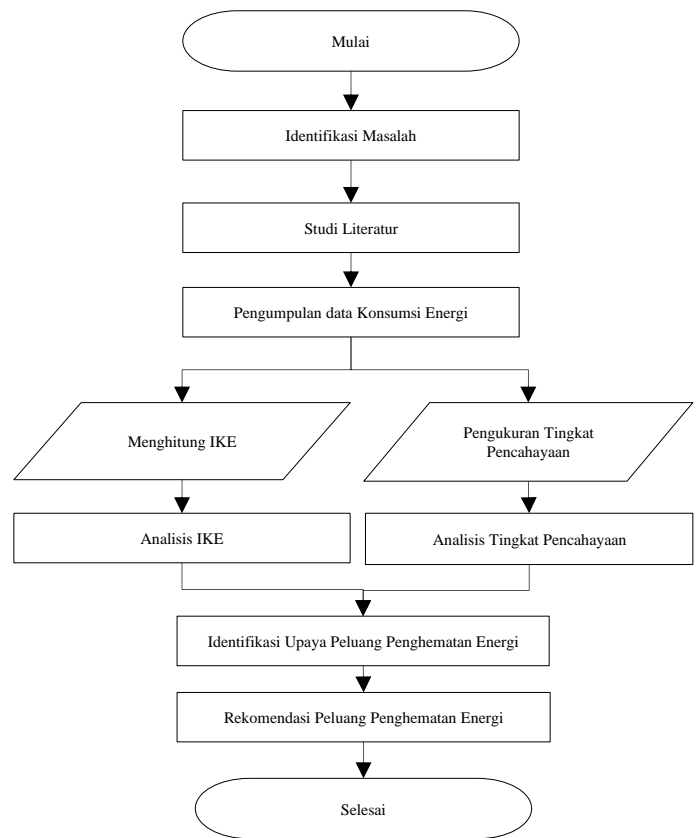 Mulai
Identifikasi Masalah
Studi Literatur
Pengumpulan data Konsumsi Energi
Menghitung IKE
Pengukuran Tingkat
Pencahayaan
Analisis IKE
Analisis Tingkat Pencahayaan
Identifikasi Upaya Peluang Penghematan Energi
Rekomendasi Peluang Penghematan Energi
Selesai